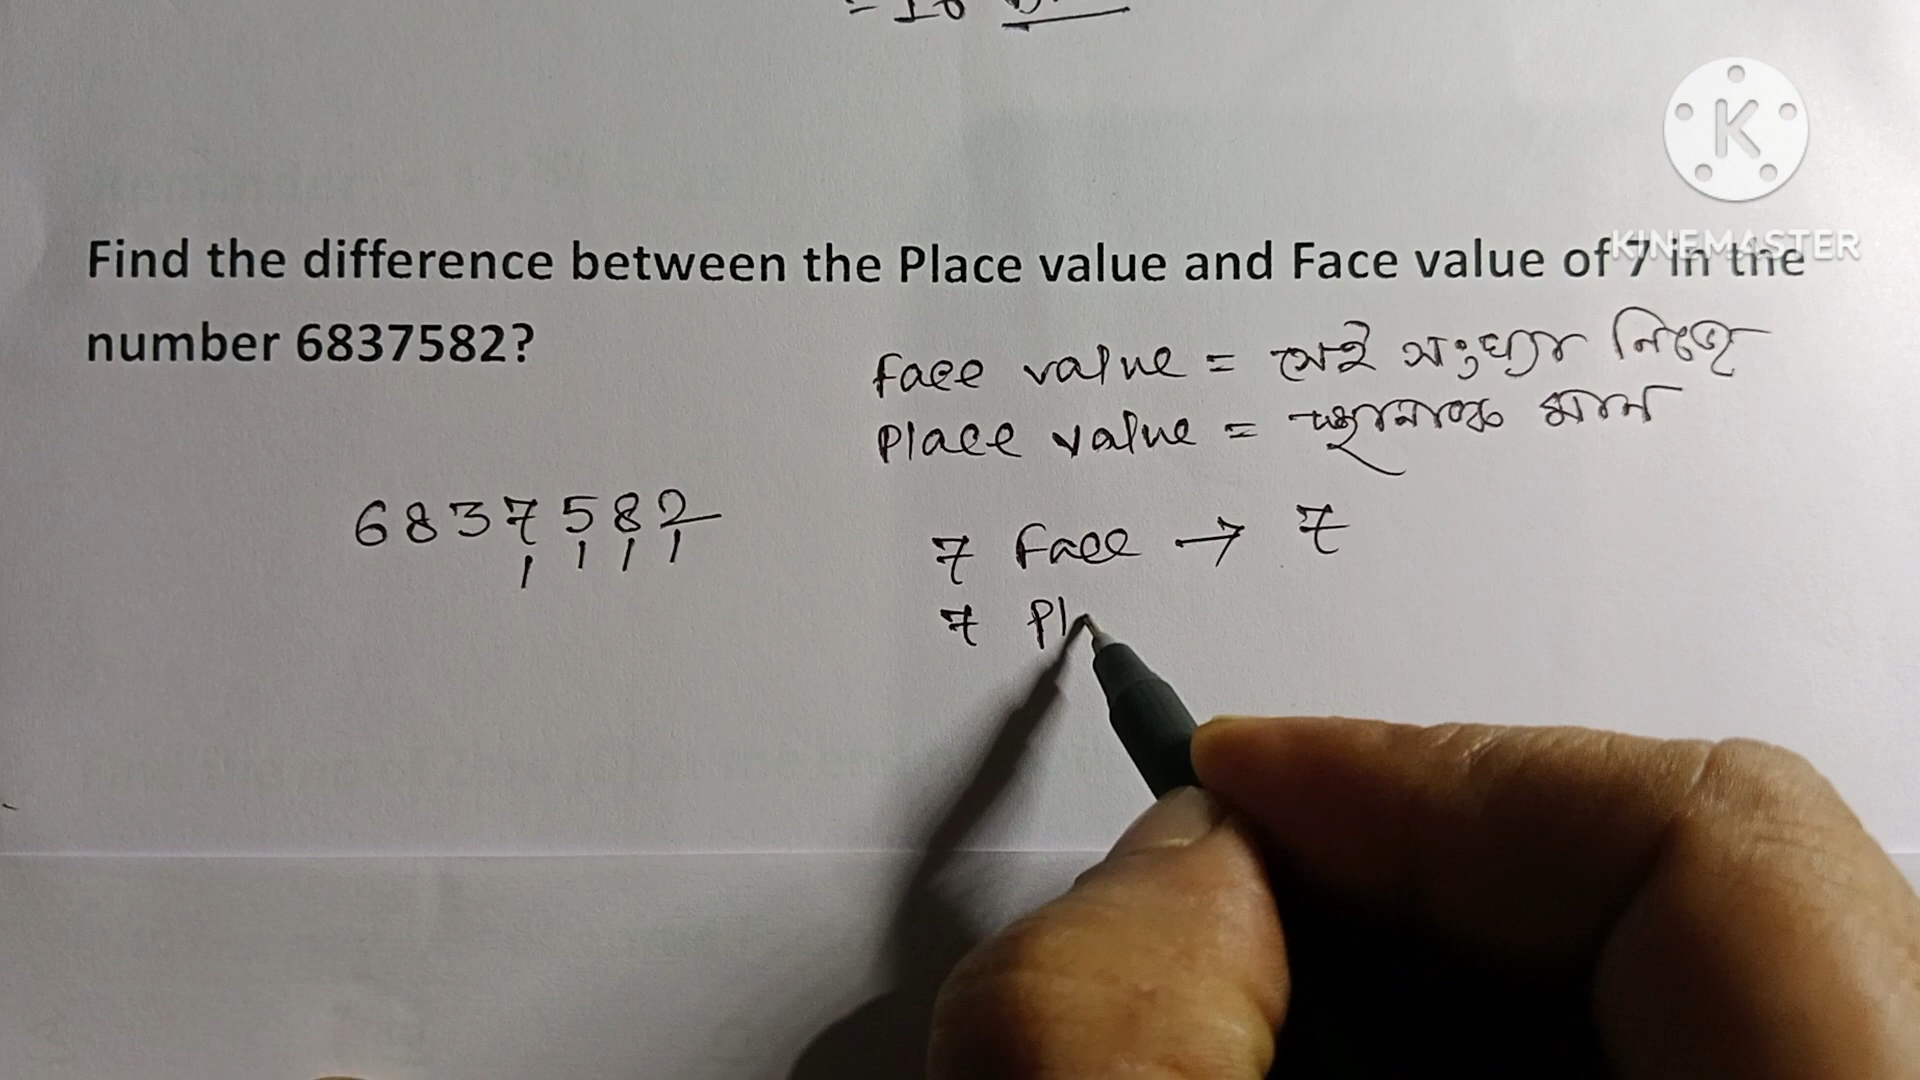 K
KINEMASTER
Find the difference between the Place value and Face value of 7 in the
number 6837582?
Face value = সেই সংখ্যার নিজে
Place value = স্থানাঙ্ক মান
6837582
7 Face → 7
7 Pl